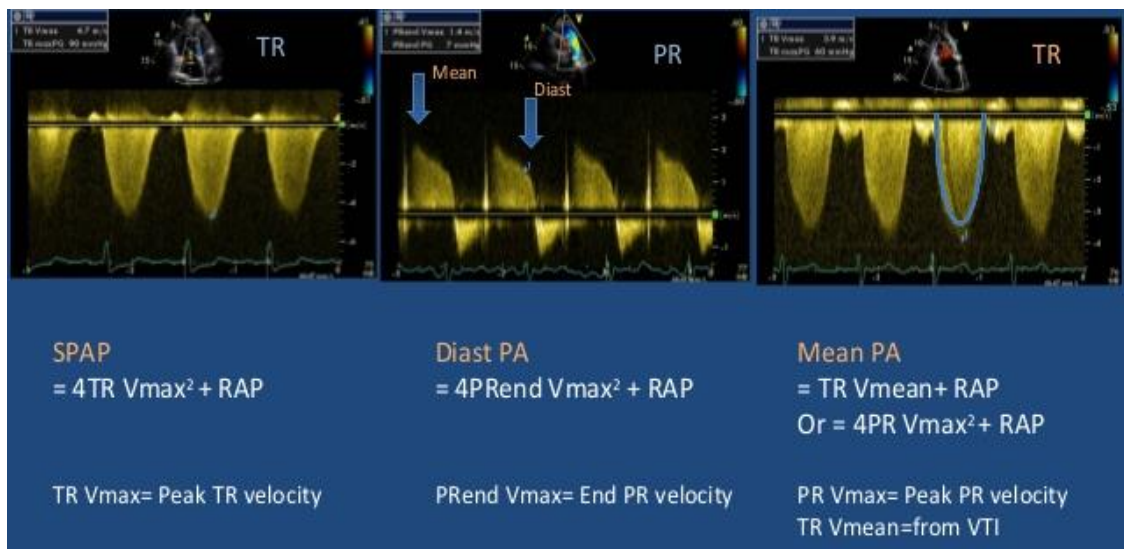 TR Vmax 4.7 m/s
TR maxPG 90 mmHg
TR
PRend Vmax 1.4 m/s
PRend PG 7 mmHg
PR
Mean
Diast
TR Vmax 3.9 m/s
TR maxPG 60 mmHg
TR
SPAP
= 4TR Vmax² + RAP
TR Vmax= Peak TR velocity
Diast PA
= 4PRend Vmax² + RAP
PRend Vmax= End PR velocity
Mean PA
= TR Vmean+ RAP
Or = 4PR Vmax²+ RAP
PR Vmax= Peak PR velocity
TR Vmean=from VTI